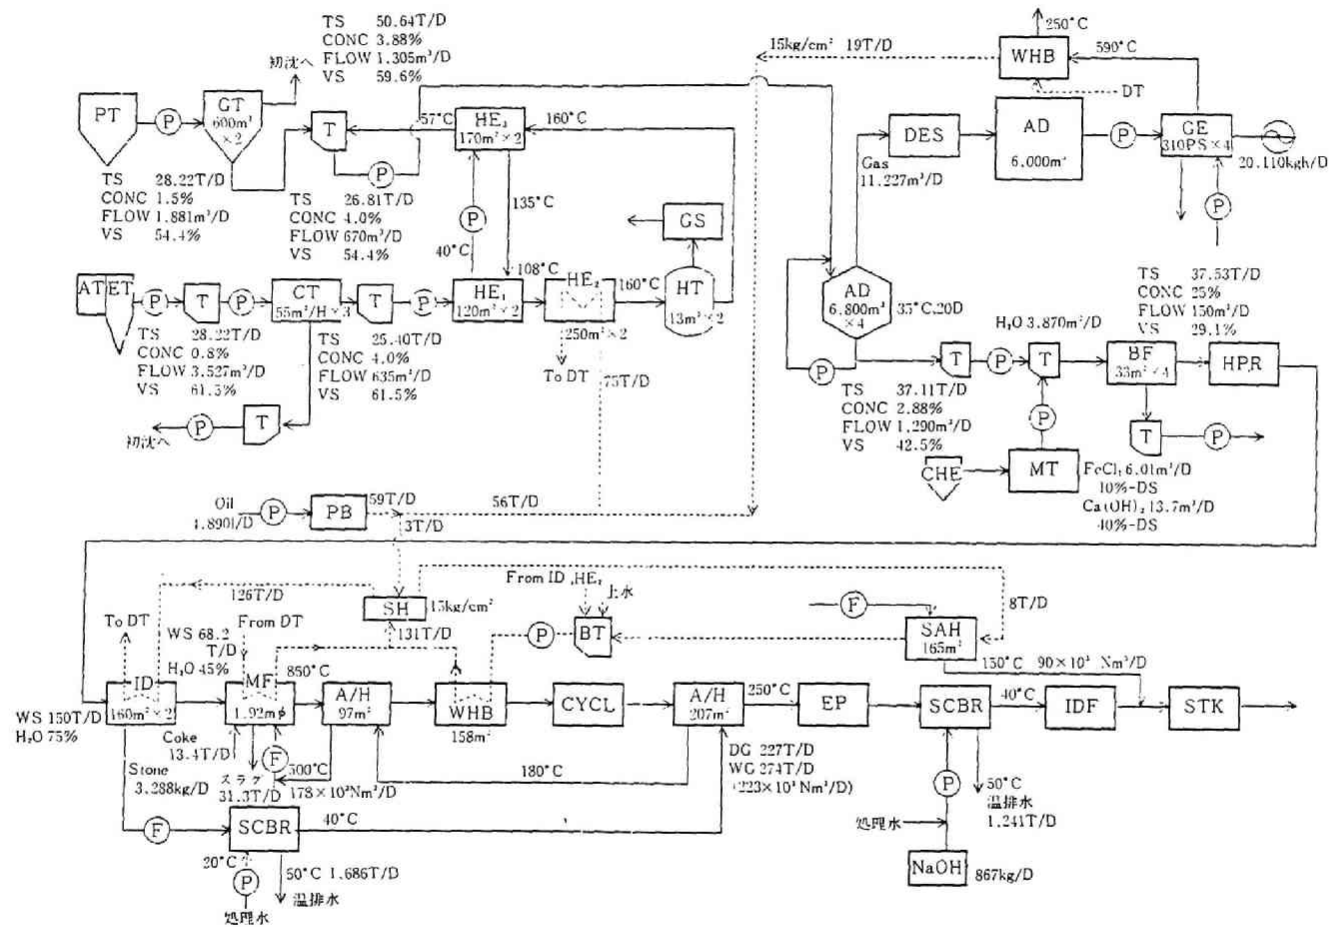 TS 50.64T/D
CONC 3.88%
FLOW 1.305m³/D
VS 59.6%
初沈へ
PT
P
GT
600m³
×2
T
P
57°C
HE₃
170m²×2
160°C
TS 28.22T/D
CONC 1.5%
FLOW 1.881m³/D
VS 54.4%
TS 26.81T/D
CONC 4.0%
FLOW 670m³/D
VS 54.4%
P
40°C
135°C
GS
AT
ET
P
T
P
CT
55m³/H×3
T
P
HE₁
120m²×2
108°C
HE₂
250m²×2
160°C
HT
13m³×2
TS 28.22T/D
CONC 0.8%
FLOW 3.527m³/D
VS 61.5%
TS 25.40T/D
CONC 4.0%
FLOW 635m³/D
VS 61.5%
To DT
75T/D
初沈へ
P
T
15kg/cm² 19T/D
250°C
WHB
590°C
DT
DES
AD
6.000m³
P
GE
310PS×4
20.110kgh/D
P
Gas
11.227m³/D
AD
6.800m³
×4
35°C,20D
P
TS 37.11T/D
CONC 2.88%
FLOW 1,290m³/D
VS 42.5%
T
P
T
H₂O 3.870m³/D
TS 37.53T/D
CONC 25%
FLOW 150m³/D
VS 29.1%
BF
33m²×4
HPR
P
T
P
CHE
MT
FeCl₃ 6.01m³/D
10%-DS
Ca(OH)₂ 13.7m³/D
40%-DS
Oil
4.890l/D
P
PB
59T/D
56T/D
3T/D
126T/D
SH
15kg/cm²
131T/D
From ID,HE₂
上水
P
BT
F
SAH
165m²
8T/D
150°C 90×10³ Nm³/D
To DT
WS 68.2
T/D
H₂O 45%
From DT
ID
160m²×2
MF
1.92mφ
850°C
A/H
97m²
WHB
158m²
CYCL
A/H
207m²
250°C
EP
SCBR
40°C
IDF
STK
WS 150T/D
H₂O 75%
Stone
3.288kg/D
Coke
13.4T/D
スラグ
31.3T/D
F
500°C
178×10³Nm³/D
180°C
DG 227T/D
WG 274T/D
(223×10³Nm³/D)
F
SCBR
40°C
20°C
P
処理水
50°C 1,686T/D
温排水
P
処理水
50°C
温排水
1,241T/D
NaOH
867kg/D